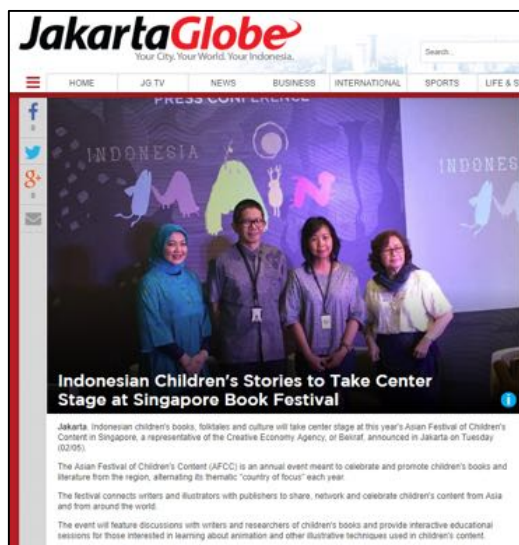 JakartaGlobe
Your City. Your World. Your Indonesia.
Search...
HOME JG TV NEWS BUSINESS INTERNATIONAL SPORTS LIFE & S
PRESS CONFERENCE
INDONESIA
MAIN
0
0
Indonesian Children's Stories to Take Center
Stage at Singapore Book Festival
Jakarta. Indonesian children's books, folktales and culture will take center stage at this year's Asian Festival of Children's
Content in Singapore, a representative of the Creative Economy Agency, or Bekraf, announced in Jakarta on Tuesday
(02/05).
The Asian Festival of Children's Content (AFCC) is an annual event meant to celebrate and promote children's books and
literature from the region, alternating its thematic "country of focus" each year.
The festival connects writers and illustrators with publishers to share, network and celebrate children's content from Asia
and from around the world.
The event will feature discussions with writers and researchers of children's books and provide interactive educational
sessions for those interested in learning about animation and other illustrative techniques used in children's content.